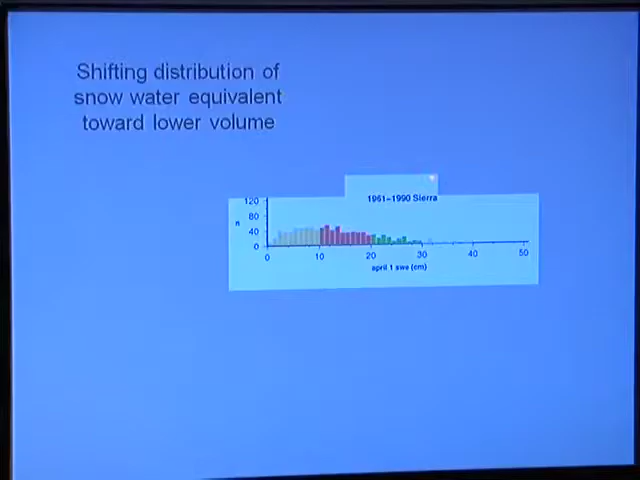 Shifting distribution of
snow water equivalent
toward lower volume
1961-1990 Sierra
120
80
40
0
n
0 10 20 30 40 50
april 1 swe (cm)